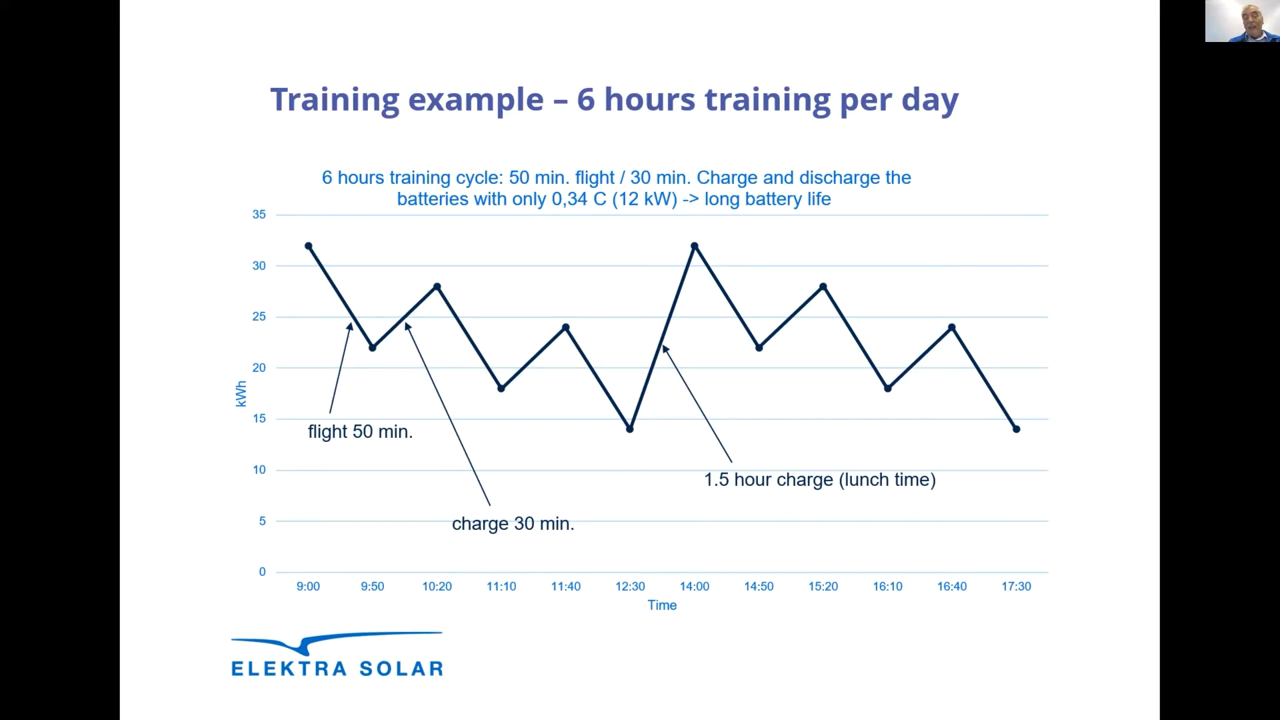 Training example – 6 hours training per day
6 hours training cycle: 50 min. flight / 30 min. Charge and discharge the
batteries with only 0,34 C (12 kW) -> long battery life
35
30
25
20
15
10
5
0
kWh
flight 50 min.
charge 30 min.
1.5 hour charge (lunch time)
9:00 9:50 10:20 11:10 11:40 12:30 14:00 14:50 15:20 16:10 16:40 17:30
Time
ELEKTRA SOLAR